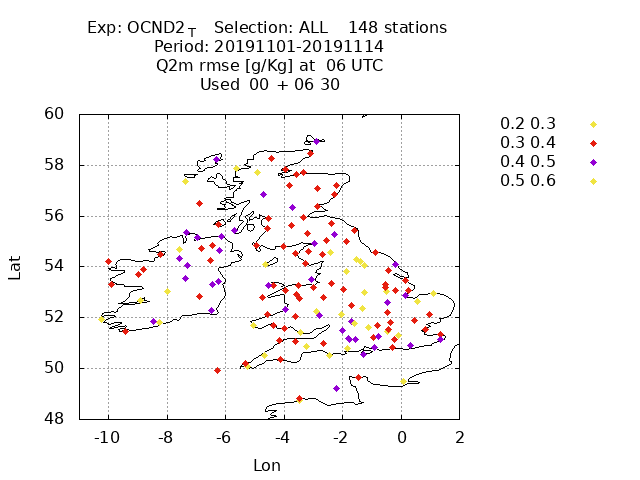 Exp: OCND2T Selection: ALL 148 stations
Period: 20191101-20191114
Q2m rmse [g/Kg] at 06 UTC
Used 00 + 06 30
0.2 0.3
0.3 0.4
0.4 0.5
0.5 0.6
60
58
56
54
52
50
48
Lat
-10 -8 -6 -4 -2 0 2
Lon